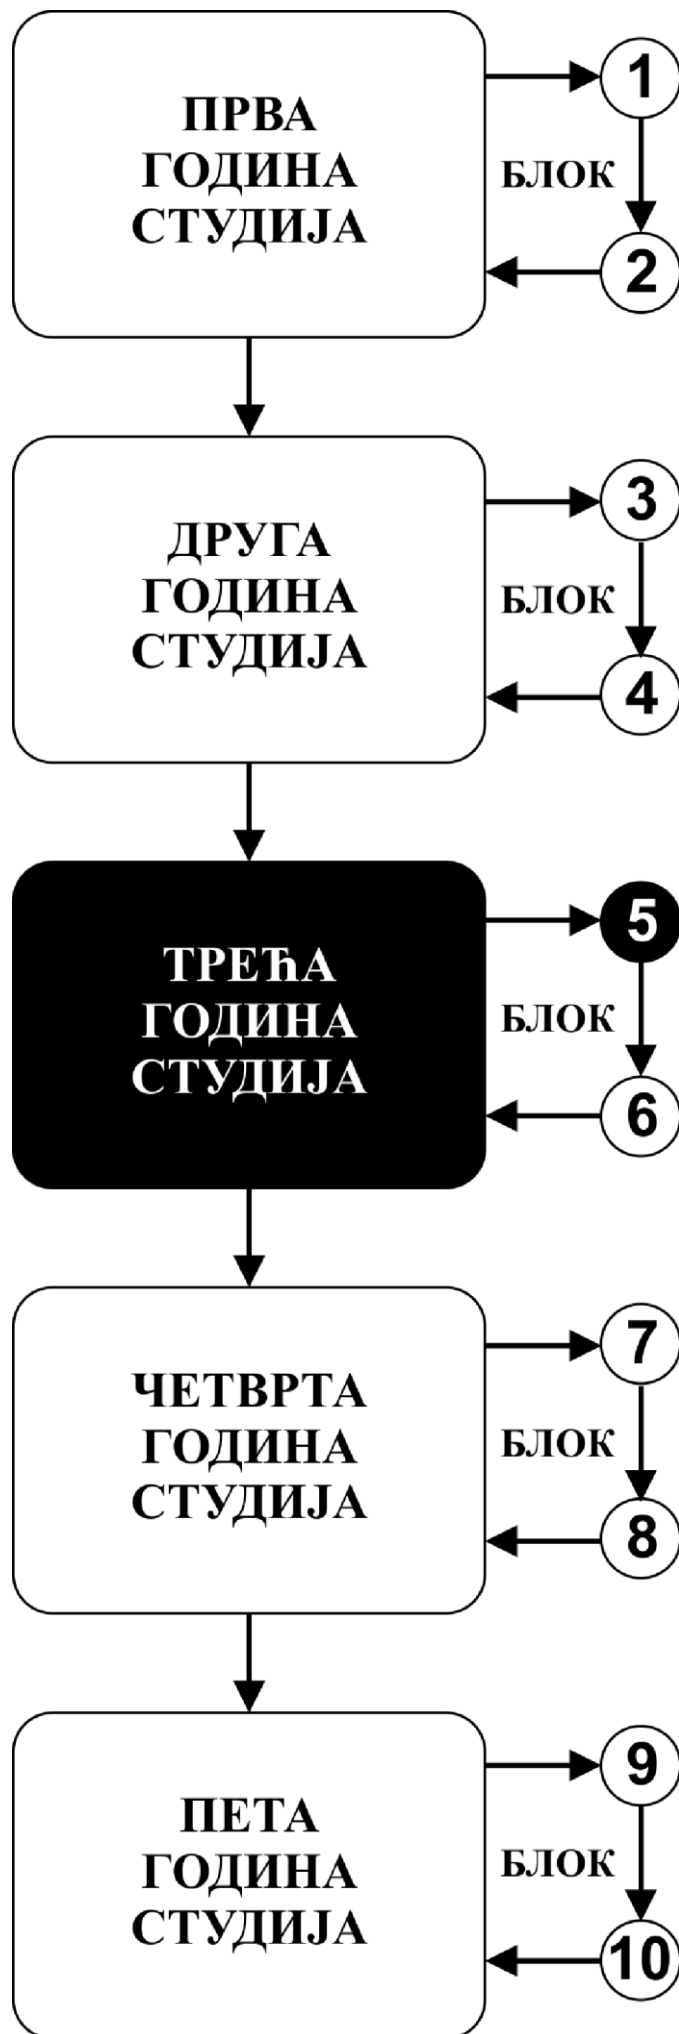 ПРВА
ГОДИНА
СТУДИЈА
1
БЛОК
2
ДРУГА
ГОДИНА
СТУДИЈА
3
БЛОК
4
ТРЕЋА
ГОДИНА
СТУДИЈА
5
БЛОК
6
ЧЕТВРТА
ГОДИНА
СТУДИЈА
7
БЛОК
8
ПЕТА
ГОДИНА
СТУДИЈА
9
БЛОК
10